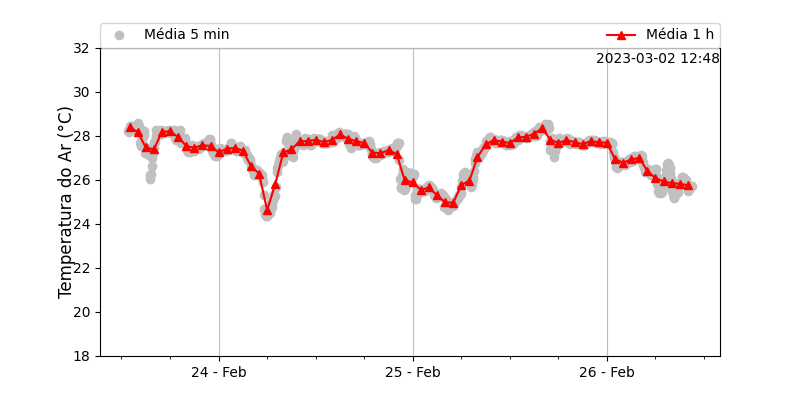 Média 5 min
Média 1 h
2023-03-02 12:48
Temperatura do Ar (°C)
32
30
28
26
24
22
20
18
24 - Feb
25 - Feb
26 - Feb